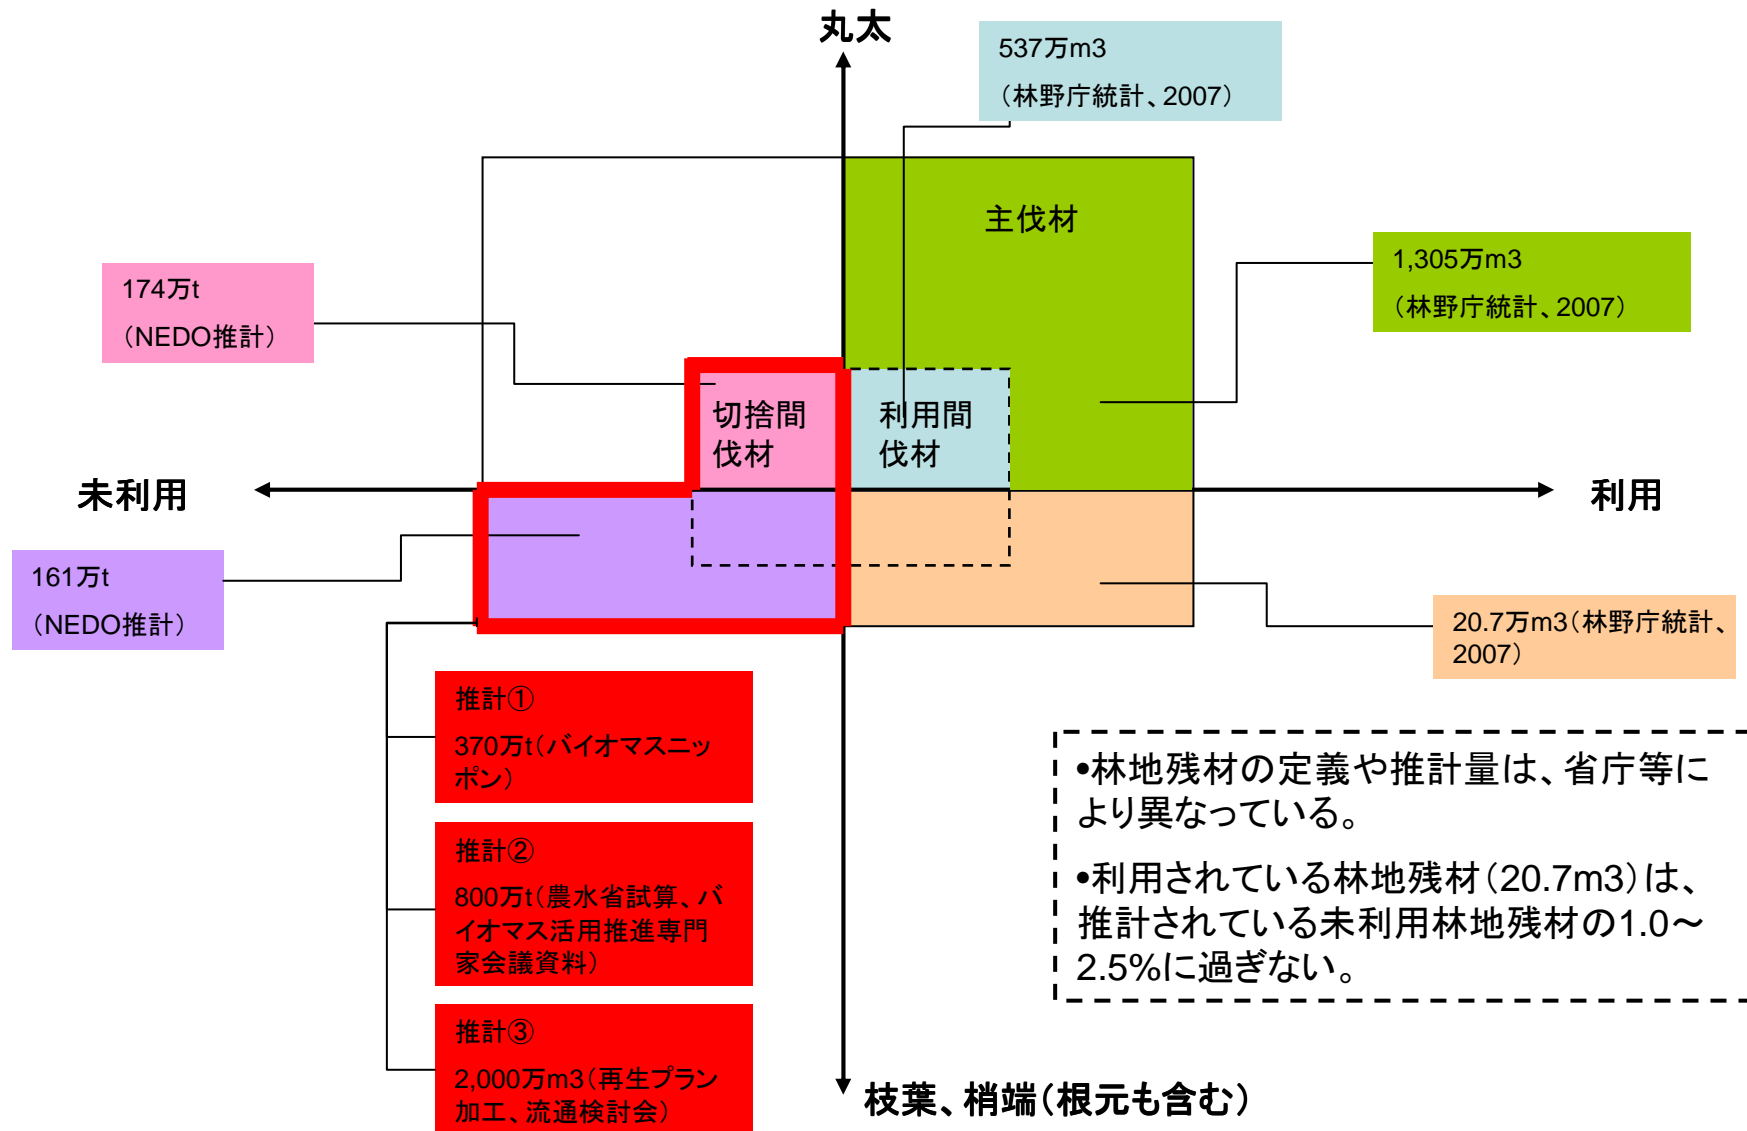 丸太
537万m3
（林野庁統計、2007）
主伐材
1,305万m3
（林野庁統計、2007）
174万t
（NEDO推計）
切捨間
伐材
利用間
伐材
未利用
利用
161万t
（NEDO推計）
20.7万m3（林野庁統計、
2007）
推計①
370万t（バイオマスニッ
ポン）
推計②
800万t（農水省試算、バ
イオマス活用推進専門
家会議資料）
推計③
2,000万m3（再生プラン
加工、流通検討会）
•林地残材の定義や推計量は、省庁等に
より異なっている。
•利用されている林地残材（20.7m3）は、
推計されている未利用林地残材の1.0～
2.5%に過ぎない。
枝葉、梢端（根元も含む）